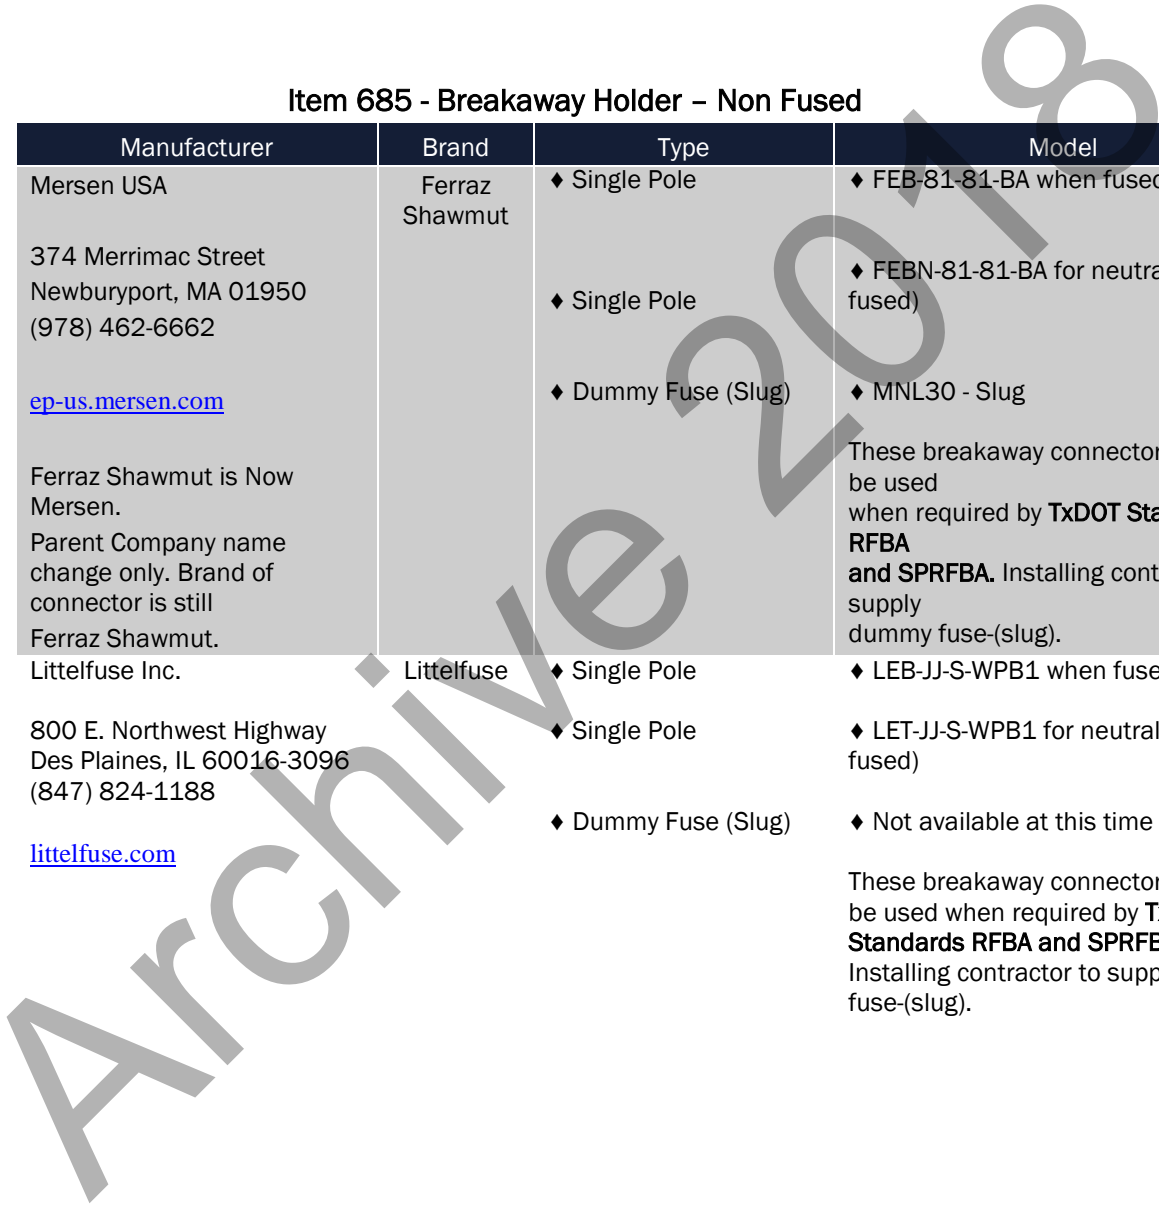 Item 685 - Breakaway Holder – Non Fused
Manufacturer Brand Type Model
Mersen USA
374 Merrimac Street
Newburyport, MA 01950
(978) 462-6662
ep-us.mersen.com
Ferraz Shawmut is Now
Mersen.
Parent Company name
change only. Brand of
connector is still
Ferraz Shawmut.
Ferraz
Shawmut
♦ Single Pole
♦ Single Pole
♦ Dummy Fuse (Slug)
♦ FEB-81-81-BA when fused
♦ FEBN-81-81-BA for neutra
fused)
♦ MNL30 - Slug
These breakaway connector
be used
when required by TxDOT Sta
RFBA
and SPRFBA. Installing cont
supply
dummy fuse-(slug).
Littelfuse Inc.
800 E. Northwest Highway
Des Plaines, IL 60016-3096
(847) 824-1188
littelfuse.com
Littelfuse
♦ Single Pole
♦ Single Pole
♦ Dummy Fuse (Slug)
♦ LEB-JJ-S-WPB1 when fuse
♦ LET-JJ-S-WPB1 for neutral
fused)
♦ Not available at this time
These breakaway connector
be used when required by T
Standards RFBA and SPRFB
Installing contractor to supp
fuse-(slug).
Archive 2018